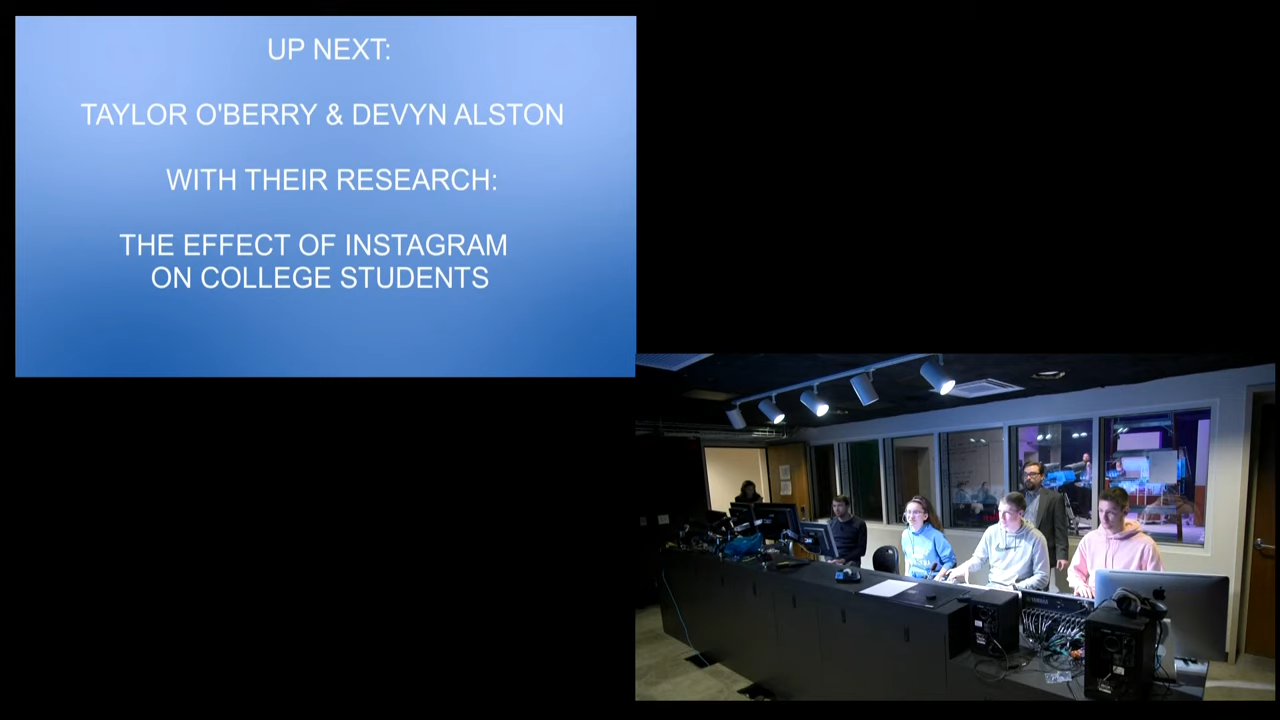 UP NEXT:
TAYLOR O'BERRY & DEVYN ALSTON
WITH THEIR RESEARCH:
THE EFFECT OF INSTAGRAM
ON COLLEGE STUDENTS